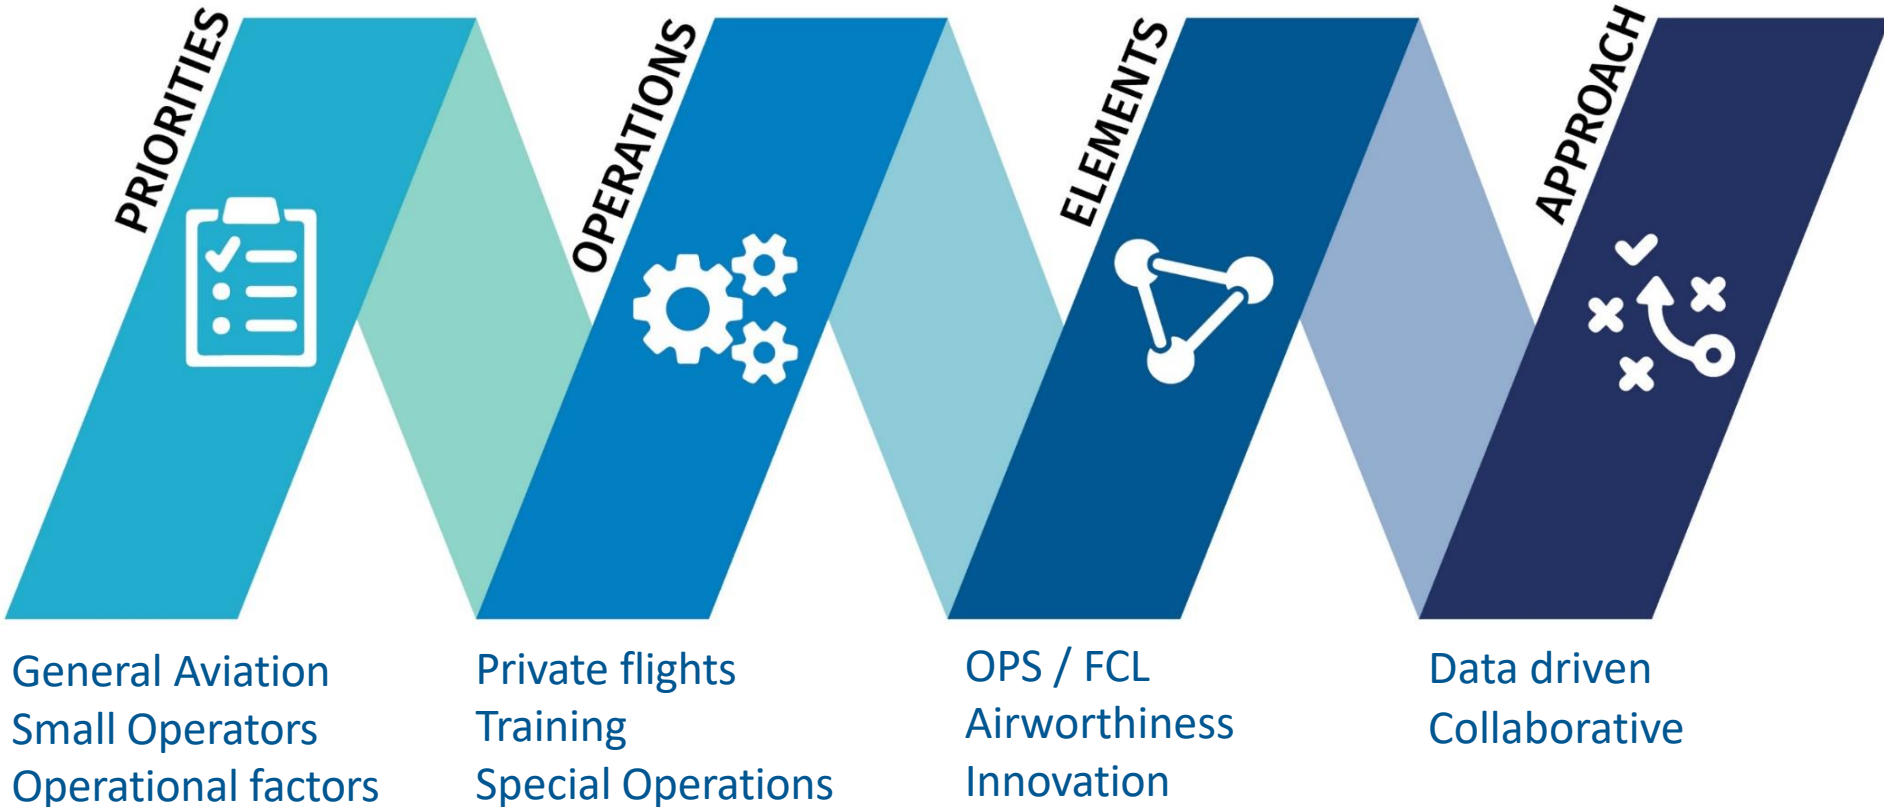 PRIORITIES
OPERATIONS
ELEMENTS
APPROACH
General Aviation
Small Operators
Operational factors
Private flights
Training
Special Operations
OPS / FCL
Airworthiness
Innovation
Data driven
Collaborative